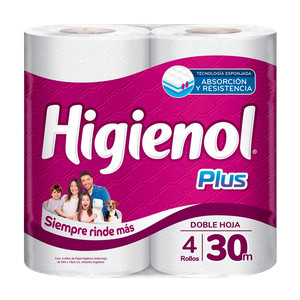 TECNOLOGÍA ESPONJADA
ABSORCIÓN
Y RESISTENCIA
Higienol®
Plus
Siempre rinde más
DOBLE HOJA
4 Rollos
30m